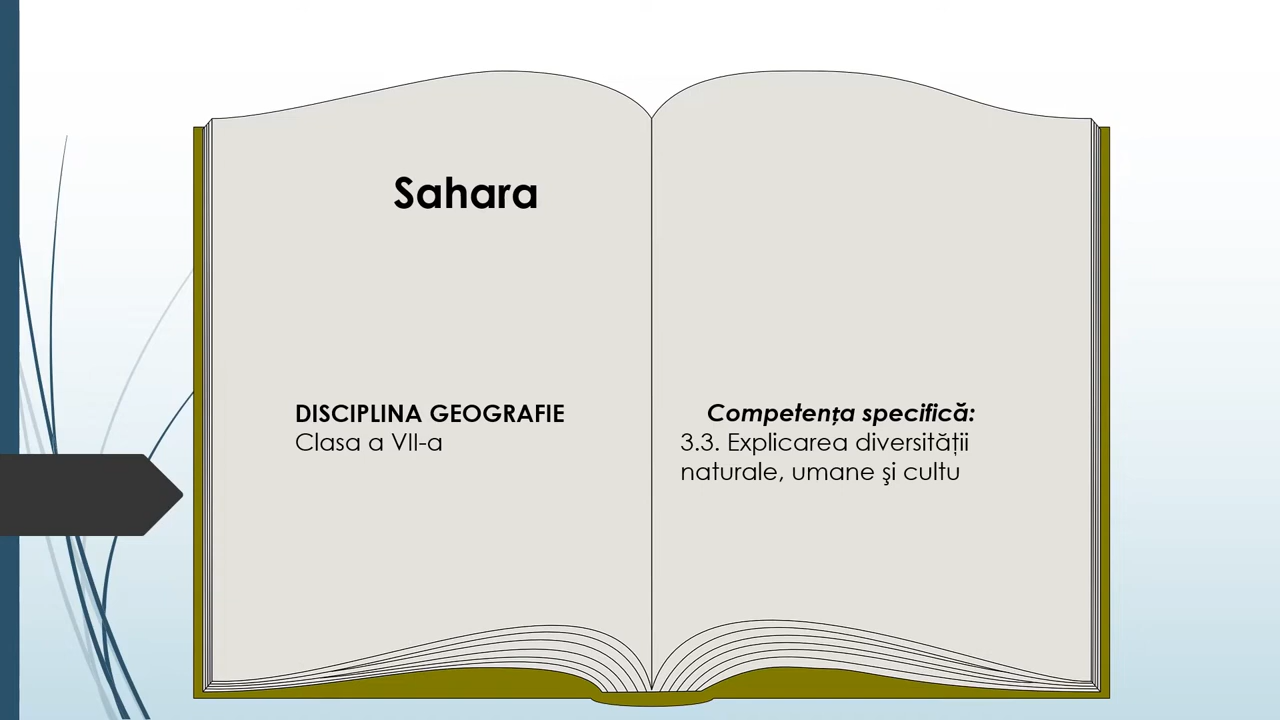 Sahara
DISCIPLINA GEOGRAFIE
Clasa a VII-a
Competența specifică:
3.3. Explicarea diversității
naturale, umane şi cultu